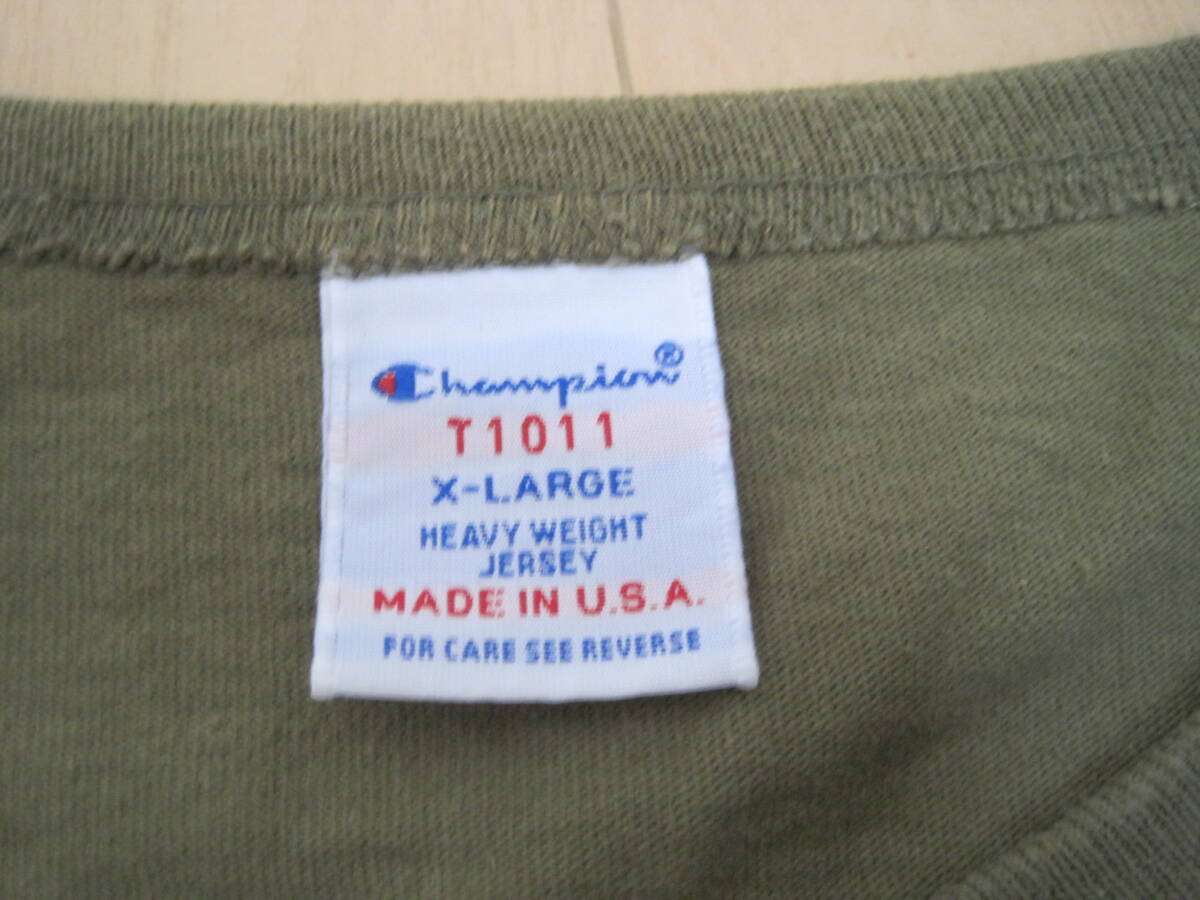 Champion®
T1011
X-LARGE
HEAVY WEIGHT
JERSEY
MADE IN U.S.A.
FOR CARE SEE REVERSE